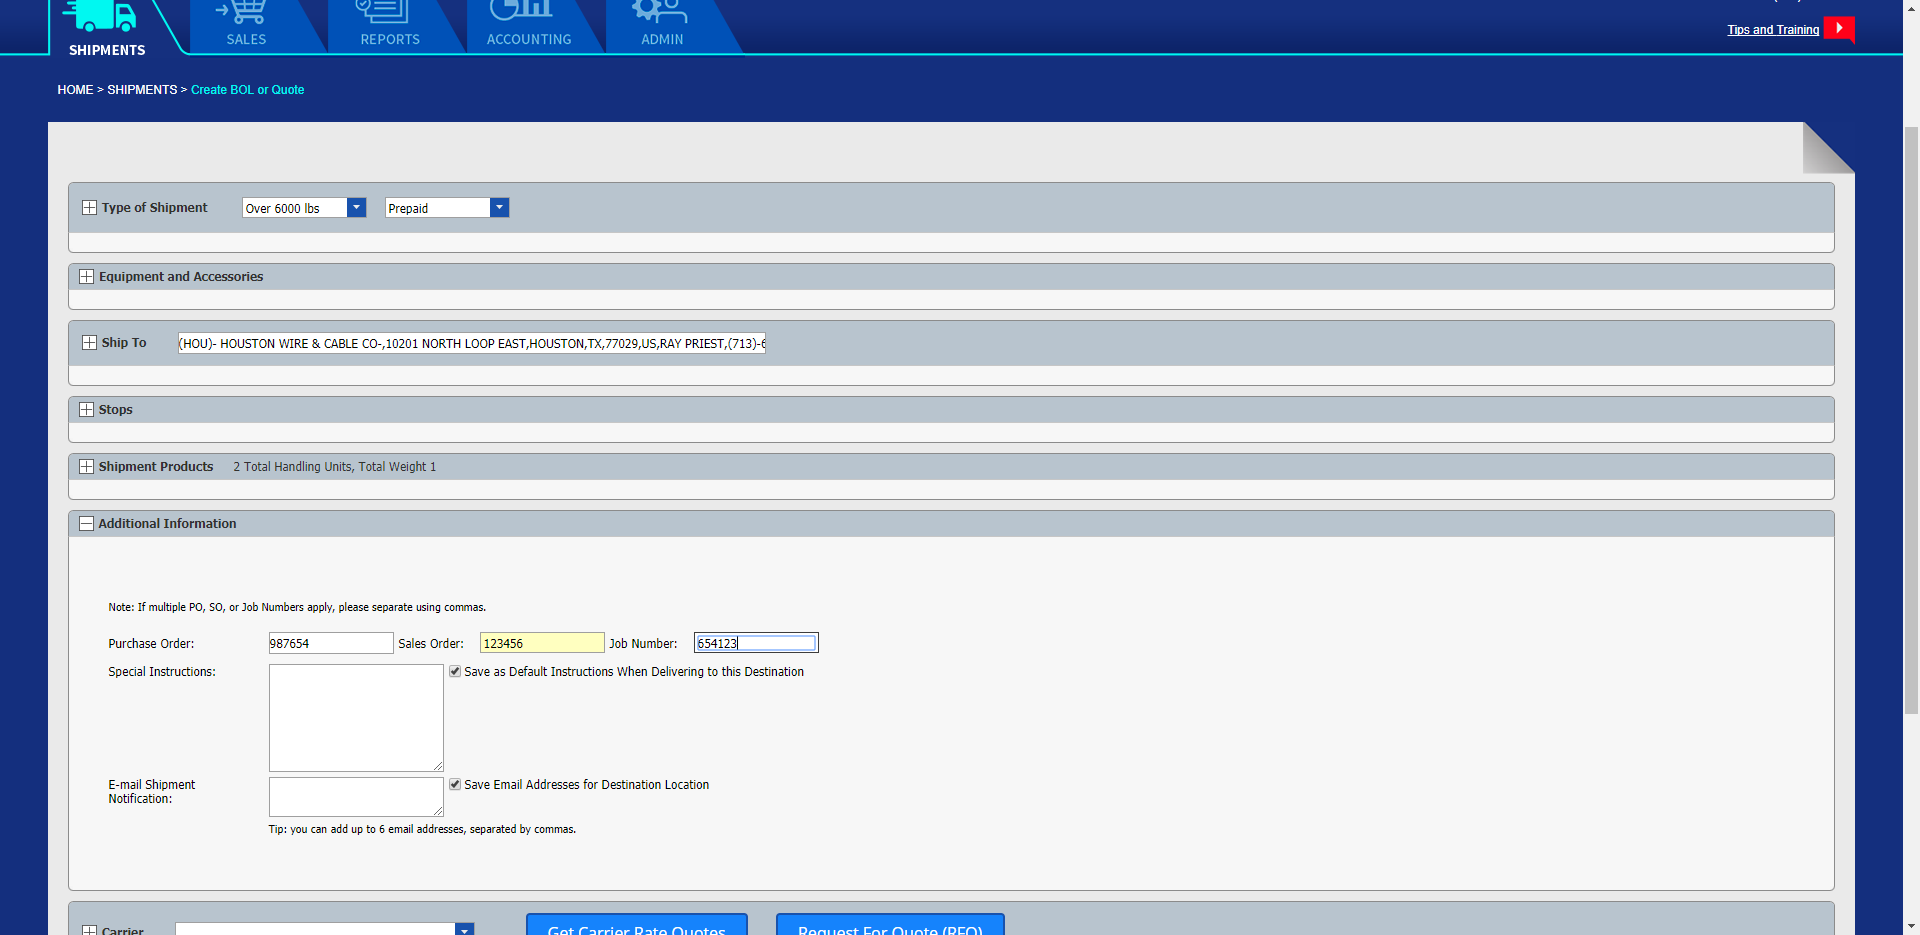 SHIPMENTS
SALES
REPORTS
ACCOUNTING
ADMIN
Tips and Training
HOME > SHIPMENTS > Create BOL or Quote
Type of Shipment Over 6000 lbs Prepaid
Equipment and Accessories
Ship To (HOU)- HOUSTON WIRE & CABLE CO-,10201 NORTH LOOP EAST,HOUSTON,TX,77029,US,RAY PRIEST,(713)-6
Stops
Shipment Products 2 Total Handling Units, Total Weight 1
Additional Information
Note: If multiple PO, SO, or Job Numbers apply, please separate using commas.
Purchase Order: 987654 Sales Order: 123456 Job Number: 654123
Special Instructions: Save as Default Instructions When Delivering to this Destination
E-mail Shipment Notification: Save Email Addresses for Destination Location
Tip: you can add up to 6 email addresses, separated by commas.
Carrier Get Carrier Rate Quotes Request For Quote (RFQ)